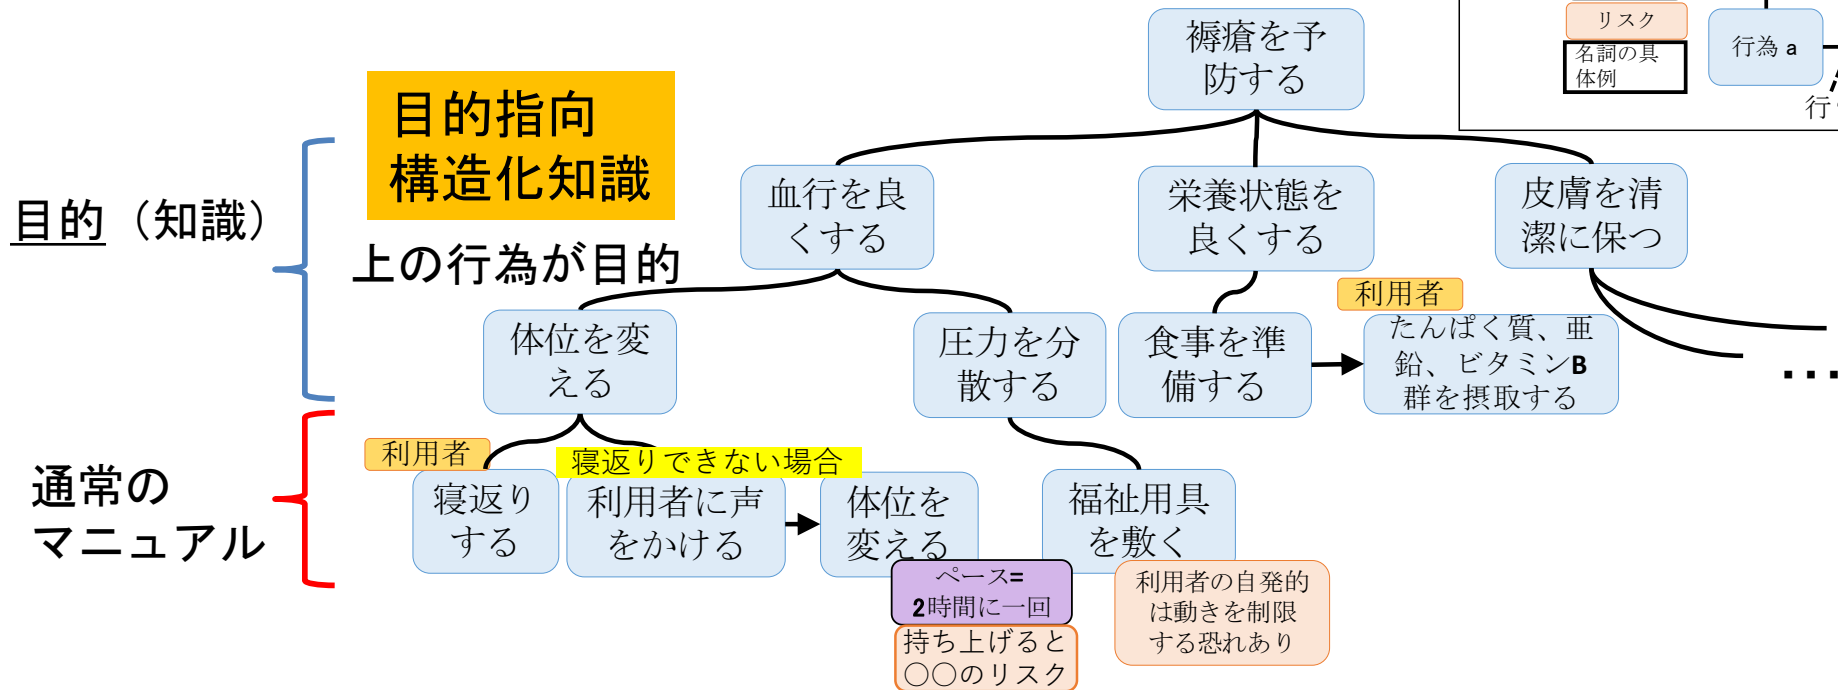 リスク
名詞の具
体例
行為 a
褥瘡を予
防する
目的指向
構造化知識
目的（知識）
上の行為が目的
血行を良
くする
栄養状態を
良くする
皮膚を清
潔に保つ
体位を変
える
圧力を分
散する
食事を準
備する
利用者
たんぱく質、亜
鉛、ビタミンB
群を摂取する
…
通常の
マニュアル
利用者
寝返り
する
寝返りできない場合
利用者に声
をかける
体位を
変える
ペース=
2時間に一回
持ち上げると
〇〇のリスク
福祉用具
を敷く
利用者の自発的
は動きを制限
する恐れあり